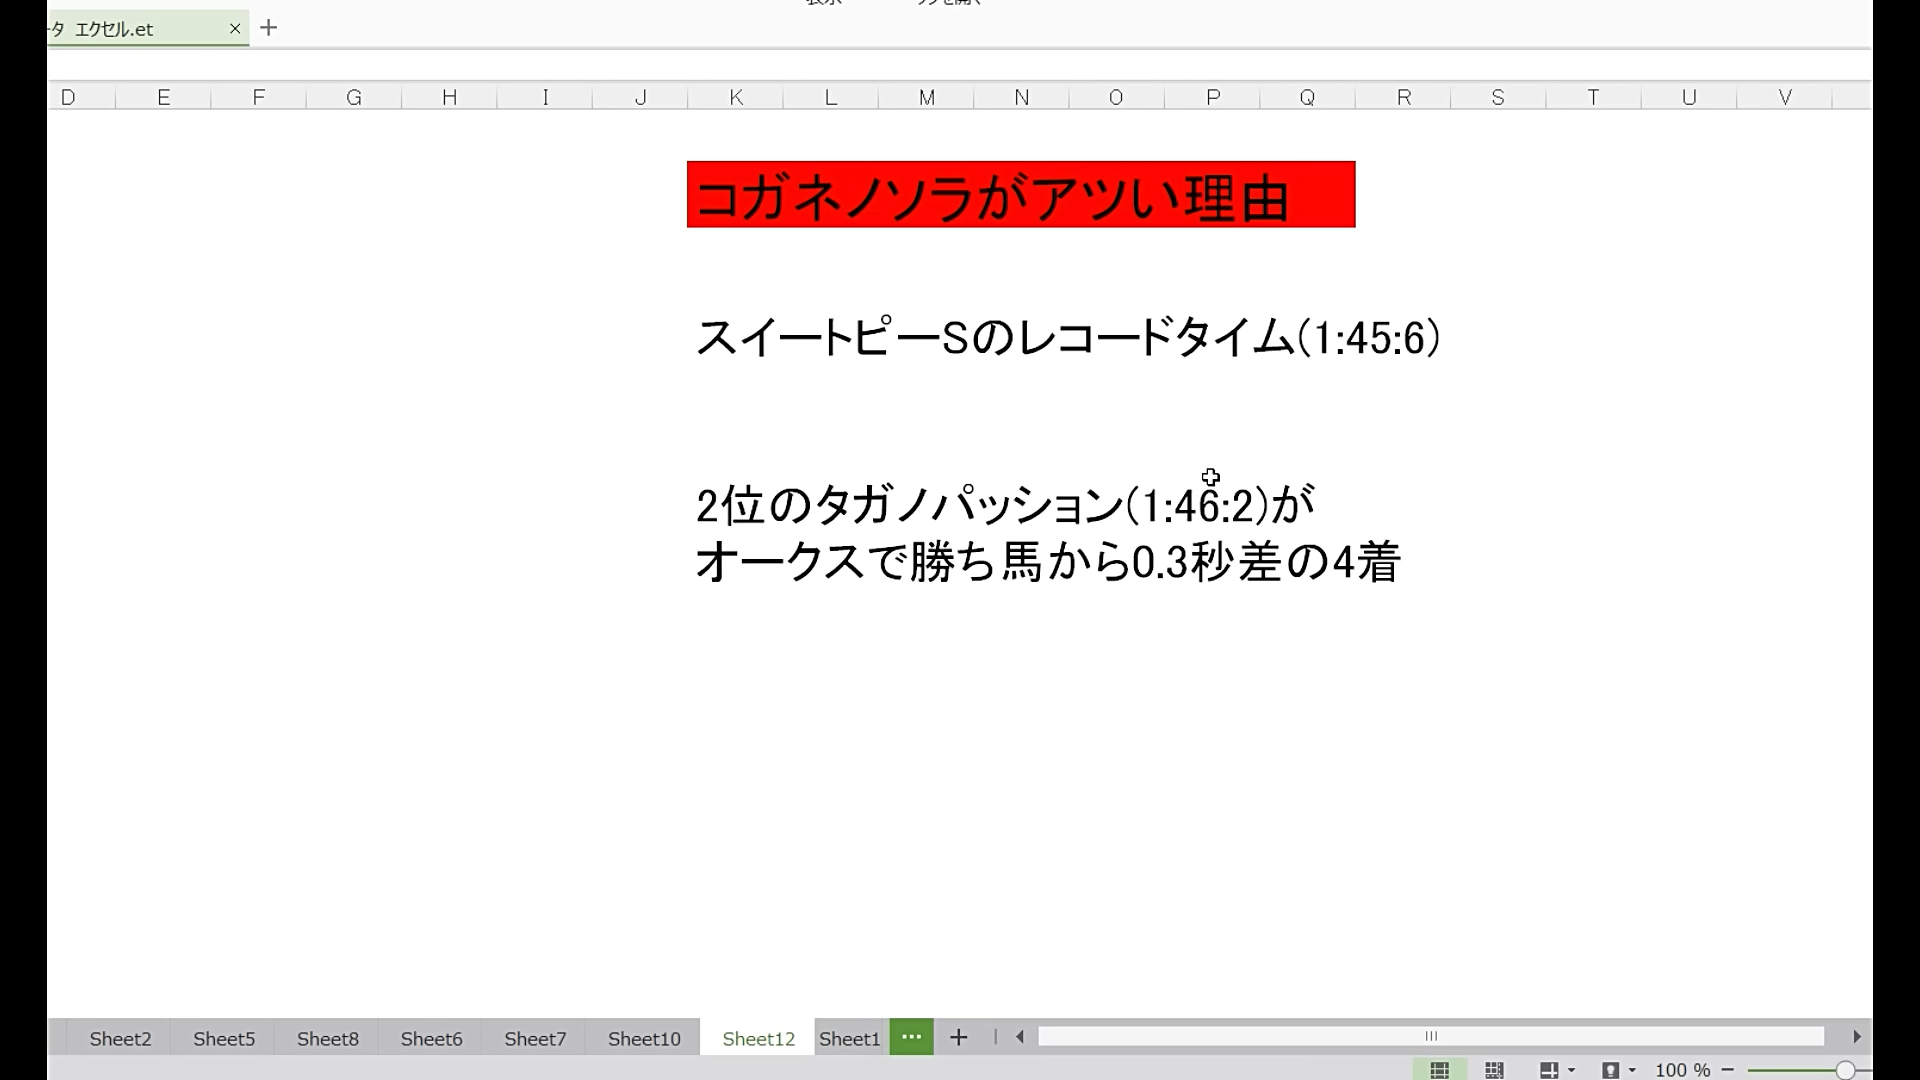 エクセル.et
D E F G H I J K L M N O P Q R S T U V
コガネノソラがアツい理由
スイートピーSのレコードタイム(1:45:6)
2位のタガノパッション(1:46:2)が
オークスで勝ち馬から0.3秒差の4着
Sheet2 Sheet5 Sheet8 Sheet6 Sheet7 Sheet10 Sheet12 Sheet1
100 %